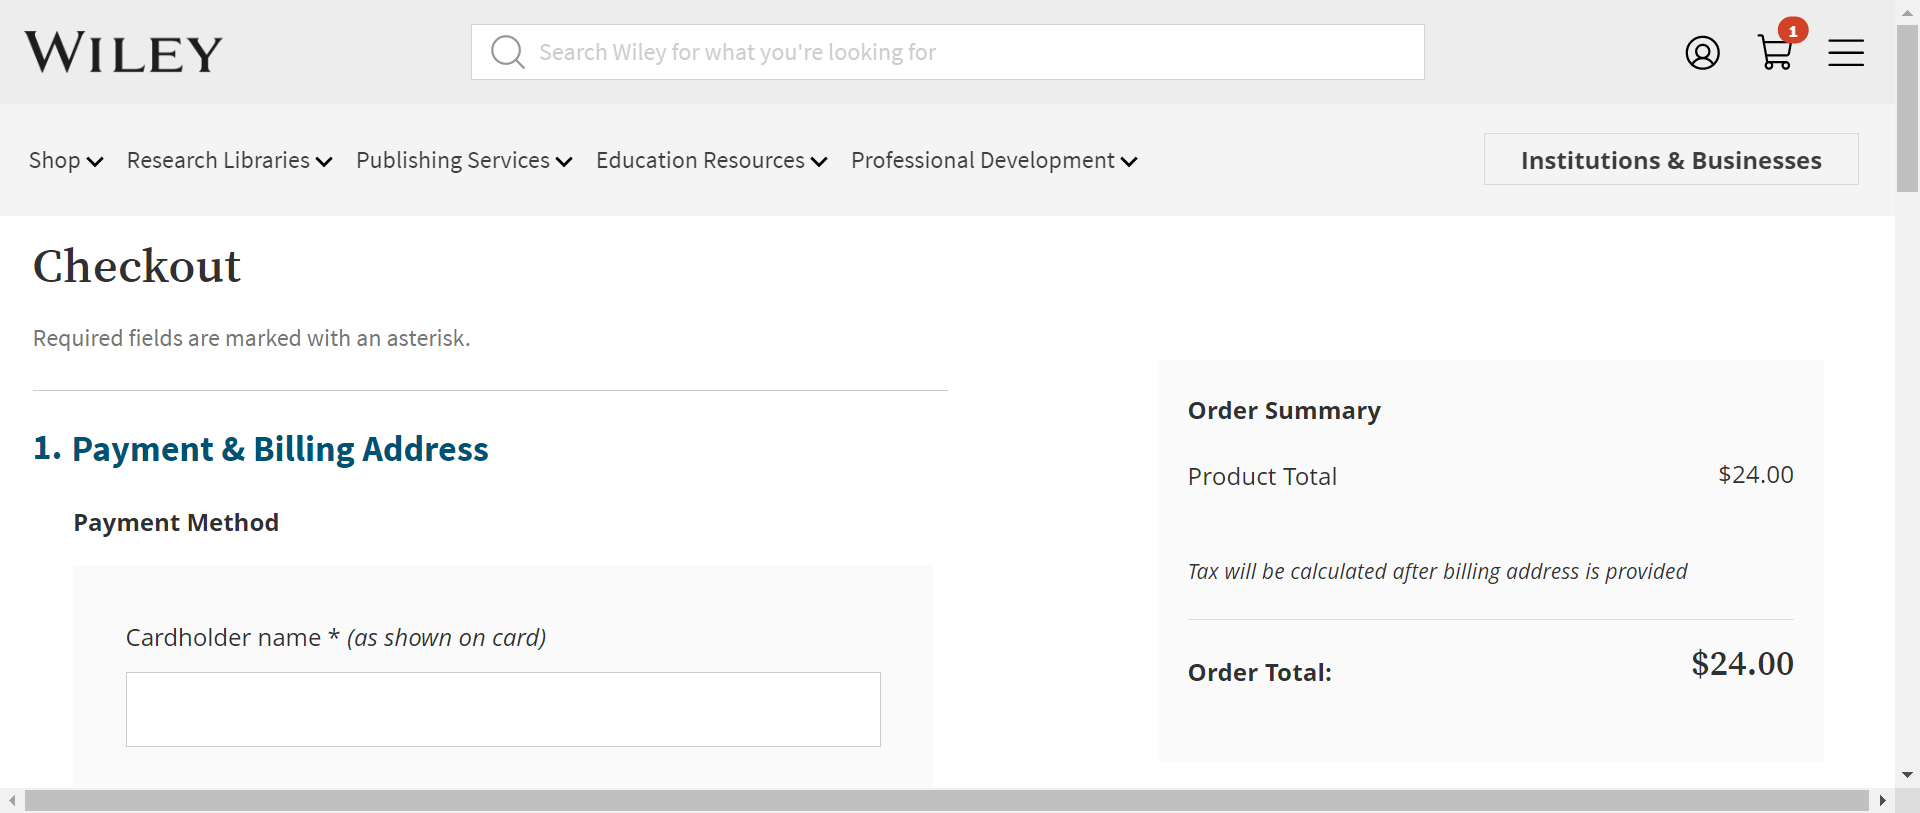 WILEY
Search Wiley for what you're looking for
1
Shop
Research Libraries
Publishing Services
Education Resources
Professional Development
Institutions & Businesses
Checkout
Required fields are marked with an asterisk.
1. Payment & Billing Address
Payment Method
Cardholder name * (as shown on card)
Order Summary
Product Total $24.00
Tax will be calculated after billing address is provided
Order Total: $24.00